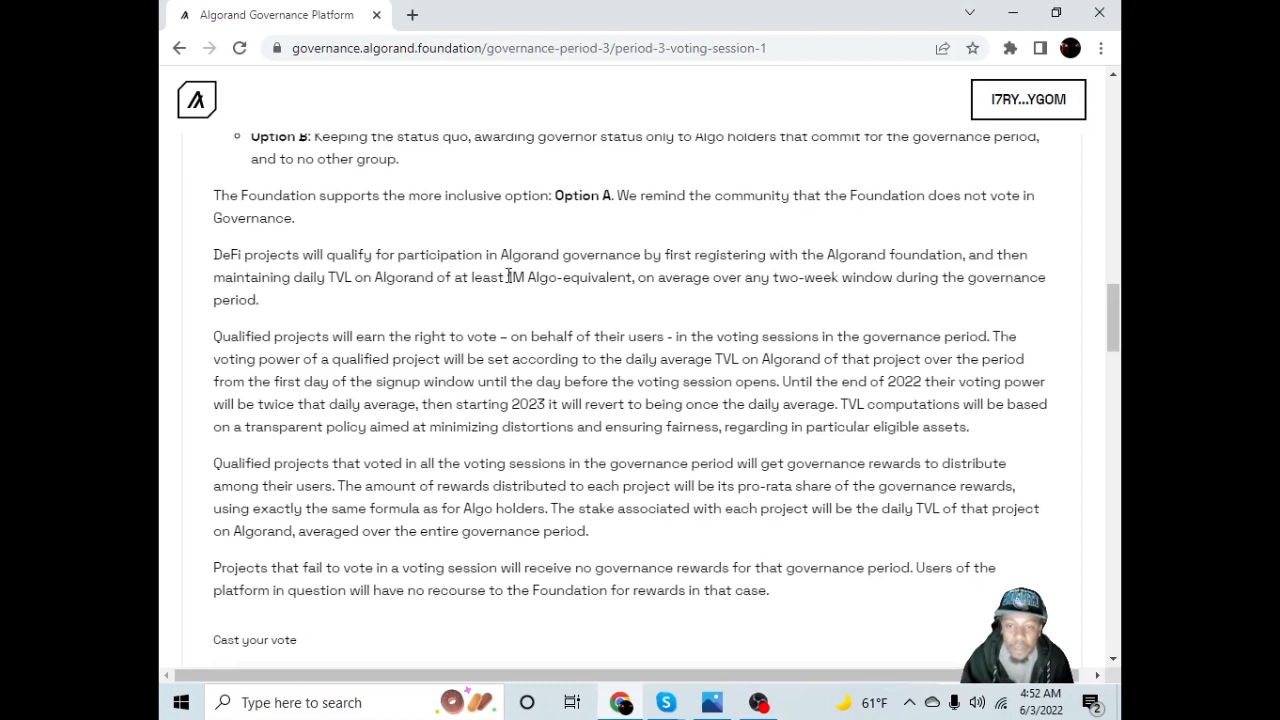 Algorand Governance Platform
governance.algorand.foundation/governance-period-3/period-3-voting-session-1
I7RY...YGOM
Option B: Keeping the status quo, awarding governor status only to Algo holders that commit for the governance period,
and to no other group.
The Foundation supports the more inclusive option: Option A. We remind the community that the Foundation does not vote in
Governance.
DeFi projects will qualify for participation in Algorand governance by first registering with the Algorand foundation, and then
maintaining daily TVL on Algorand of at least 1M Algo-equivalent, on average over any two-week window during the governance
period.
Qualified projects will earn the right to vote – on behalf of their users - in the voting sessions in the governance period. The
voting power of a qualified project will be set according to the daily average TVL on Algorand of that project over the period
from the first day of the signup window until the day before the voting session opens. Until the end of 2022 their voting power
will be twice that daily average, then starting 2023 it will revert to being once the daily average. TVL computations will be based
on a transparent policy aimed at minimizing distortions and ensuring fairness, regarding in particular eligible assets.
Qualified projects that voted in all the voting sessions in the governance period will get governance rewards to distribute
among their users. The amount of rewards distributed to each project will be its pro-rata share of the governance rewards,
using exactly the same formula as for Algo holders. The stake associated with each project will be the daily TVL of that project
on Algorand, averaged over the entire governance period.
Projects that fail to vote in a voting session will receive no governance rewards for that governance period. Users of the
platform in question will have no recourse to the Foundation for rewards in that case.
Cast your vote
Type here to search
61°F
4:52 AM
6/3/2022
2